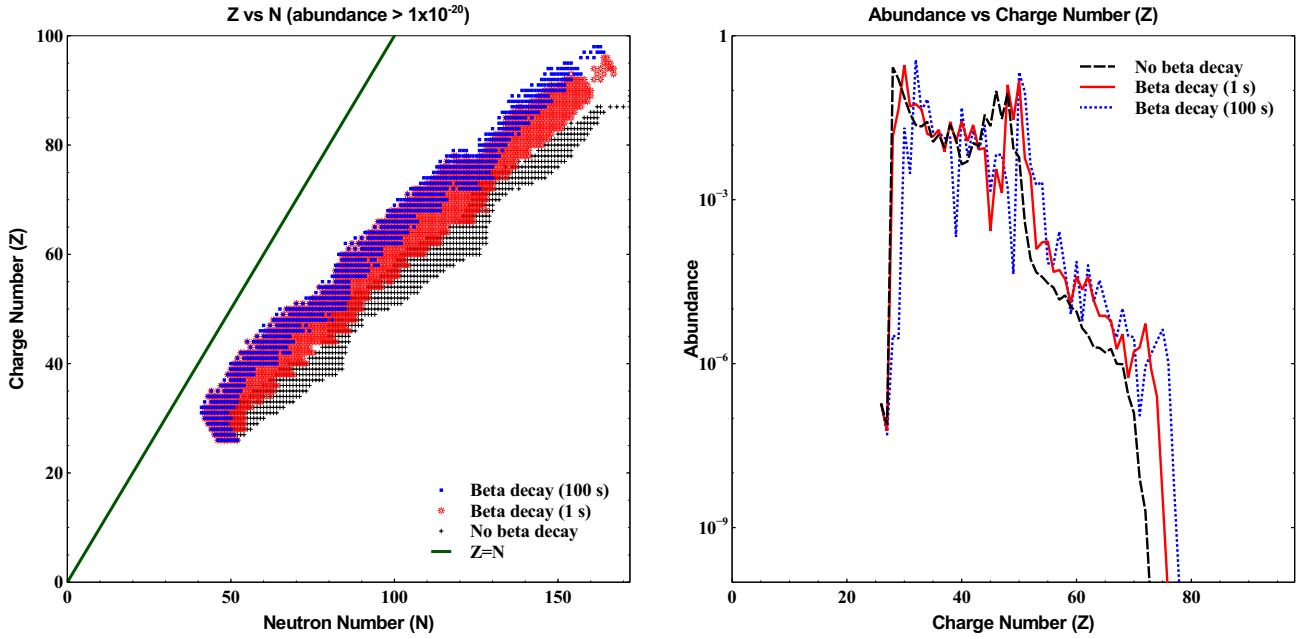 Z vs N (abundance > 1x10⁻²⁰)
100
80
60
40
20
0
0
50
100
150
Charge Number (Z)
Neutron Number (N)
Beta decay (100 s)
Beta decay (1 s)
No beta decay
Z=N
Abundance vs Charge Number (Z)
1
10⁻³
10⁻⁶
10⁻⁹
0
20
40
60
80
Abundance
Charge Number (Z)
No beta decay
Beta decay (1 s)
Beta decay (100 s)